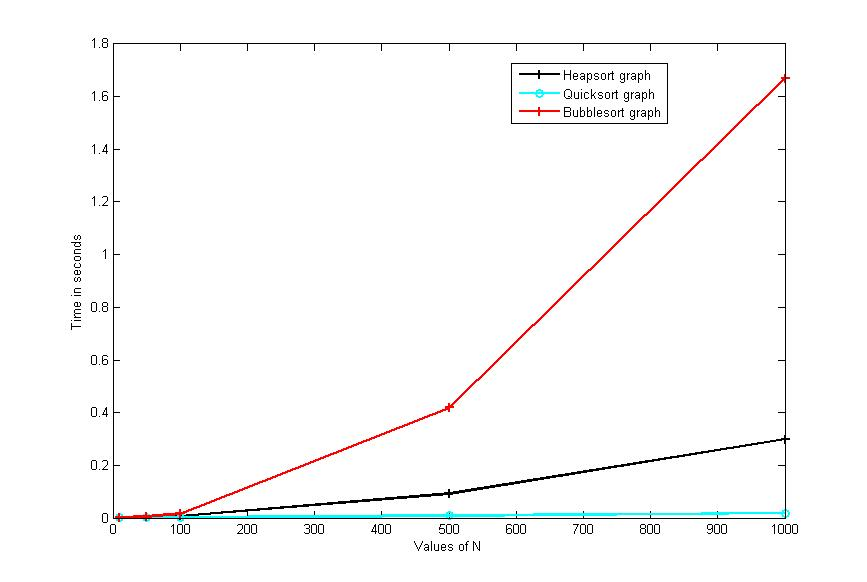 1.8
1.6
1.4
1.2
1
0.8
0.6
0.4
0.2
0
Time in seconds
Heapsort graph
Quicksort graph
Bubblesort graph
0 100 200 300 400 500 600 700 800 900 1000
Values of N